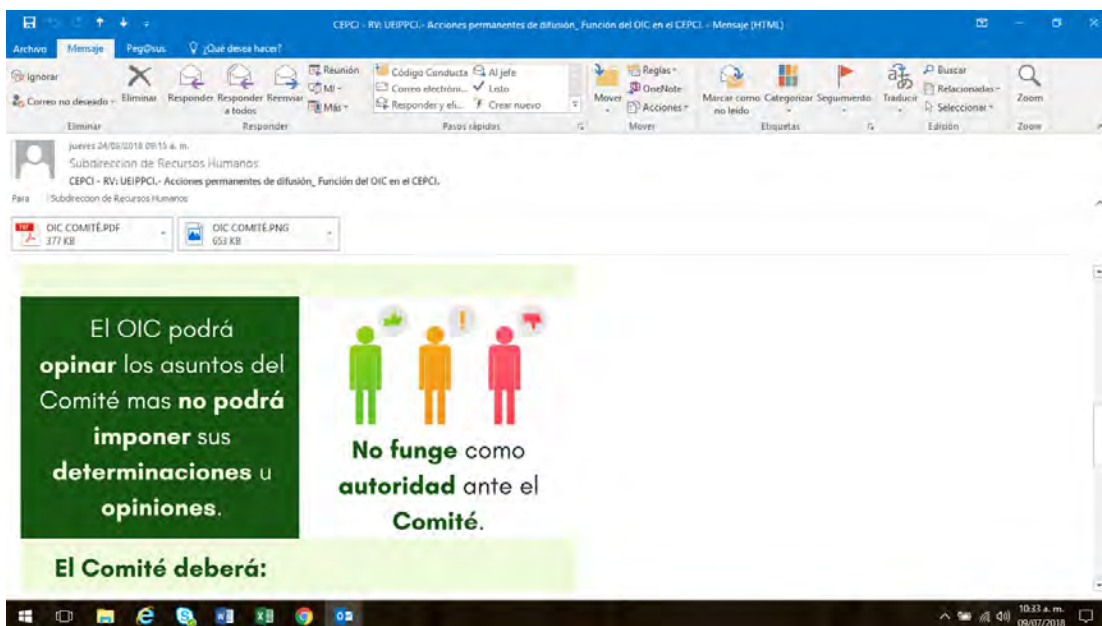 CEPCI - RV: UEIPPCI.- Acciones permanentes de difusión_ Función del OIC en el CEPCI. - Mensaje (HTML)
Archivo Mensaje Peg@sus ¿Qué desea hacer?
Ignorar
Correo no deseado
Eliminar
Responder
Responder a todos
Reenviar
Reunión
MI
Más
Código Conducta
Al jefe
Correo electróni...
Listo
Responder y eli...
Crear nuevo
Mover
Reglas
OneNote
Acciones
Marcar como no leído
Categorizar
Seguimiento
Traducir
Buscar
Relacionadas
Seleccionar
Zoom
Eliminar Responder Pasos rápidos Mover Etiquetas Edición Zoom
jueves 24/05/2018 09:15 a. m.
Subdireccion de Recursos Humanos
CEPCI - RV: UEIPPCI.- Acciones permanentes de difusión_ Función del OIC en el CEPCI.
Para Subdireccion de Recursos Humanos
OIC COMITÉ.PDF
377 KB
OIC COMITÉ.PNG
653 KB
El OIC podrá
opinar los asuntos del
Comité mas no podrá
imponer sus
determinaciones u
opiniones.
No funge como
autoridad ante el
Comité.
El Comité deberá:
10:33 a. m.
09/07/2018